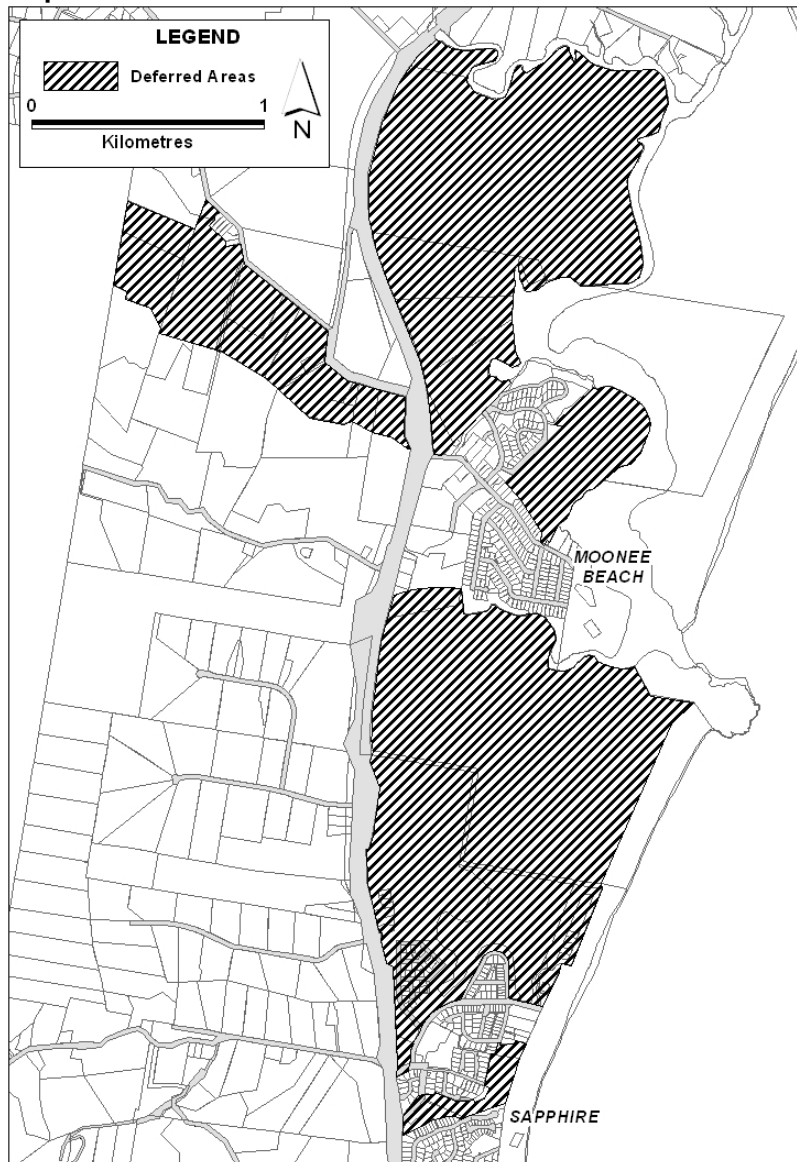 LEGEND
Deferred Areas
0 1
Kilometres
N
MOONEE
BEACH
SAPPHIRE